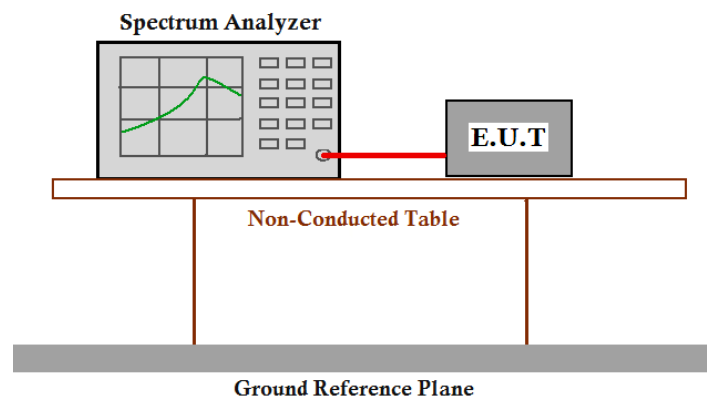 Spectrum Analyzer
E.U.T
Non-Conducted Table
Ground Reference Plane